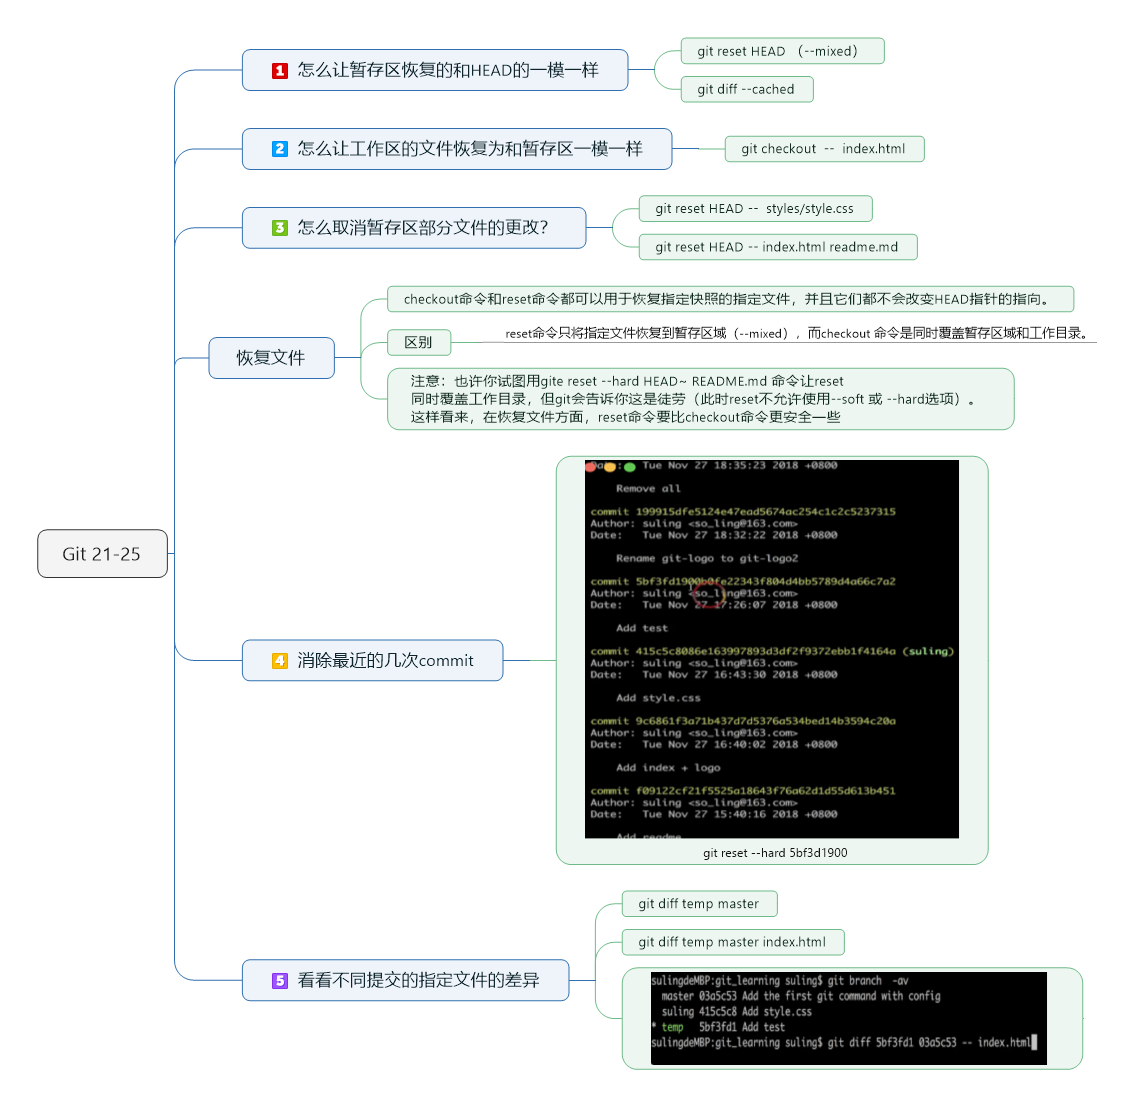 Git 21-25
1 怎么让暂存区恢复的和HEAD的一模一样
git reset HEAD （--mixed）
git diff --cached
2 怎么让工作区的文件恢复为和暂存区一模一样
git checkout -- index.html
3 怎么取消暂存区部分文件的更改？
git reset HEAD -- styles/style.css
git reset HEAD -- index.html readme.md
恢复文件
checkout命令和reset命令都可以用于恢复指定快照的指定文件，并且它们都不会改变HEAD指针的指向。
区别
reset命令只将指定文件恢复到暂存区域（--mixed），而checkout 命令是同时覆盖暂存区域和工作目录。
注意：也许你试图用gite reset --hard HEAD~ README.md 命令让reset
同时覆盖工作目录，但git会告诉你这是徒劳（此时reset不允许使用--soft 或 --hard选项）。
这样看来，在恢复文件方面，reset命令要比checkout命令更安全一些
4 消除最近的几次commit
Tue Nov 27 18:35:23 2018 +0800
Remove all
commit 199915dfe5124e47ead5674ac254c1c2c5237315
Author: suling <so_ling@163.com>
Date: Tue Nov 27 18:32:22 2018 +0800
Rename git-logo to git-logo2
commit 5bf3fd1900b0fe22343f804d4bb5789d4a66c7a2
Author: suling <so_ling@163.com>
Date: Tue Nov 27 17:26:07 2018 +0800
Add test
commit 415c5c8086e163997893d3df2f9372ebb1f4164a (suling)
Author: suling <so_ling@163.com>
Date: Tue Nov 27 16:43:30 2018 +0800
Add style.css
commit 9c6861f3a71b437d7d5376a534bed14b3594c20a
Author: suling <so_ling@163.com>
Date: Tue Nov 27 16:40:02 2018 +0800
Add index + logo
commit f09122cf21f5525a18643f76a62d1d55d613b451
Author: suling <so_ling@163.com>
Date: Tue Nov 27 15:40:16 2018 +0800
Add readme
git reset --hard 5bf3d1900
5 看看不同提交的指定文件的差异
git diff temp master
git diff temp master index.html
sulingdeMBP:git_learning suling$ git branch -av
master 03a5c53 Add the first git command with config
suling 415c5c8 Add style.css
* temp 5bf3fd1 Add test
sulingdeMBP:git_learning suling$ git diff 5bf3fd1 03a5c53 -- index.html